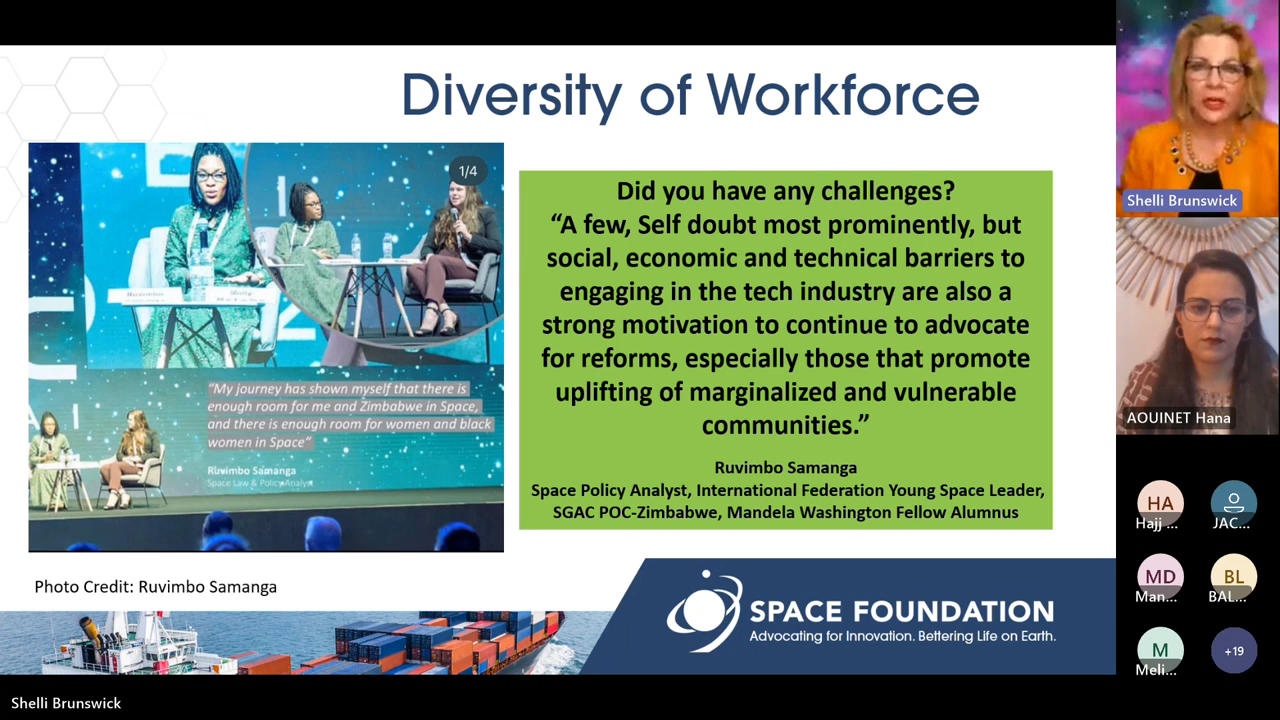 Diversity of Workforce
1/4
"My journey has shown myself that there is
enough room for me and Zimbabwe in Space,
and there is enough room for women and black
women in Space"
Ruvimbo Samanga
Space Law & Policy Analyst
Did you have any challenges?
“A few, Self doubt most prominently, but
social, economic and technical barriers to
engaging in the tech industry are also a
strong motivation to continue to advocate
for reforms, especially those that promote
uplifting of marginalized and vulnerable
communities.”
Ruvimbo Samanga
Space Policy Analyst, International Federation Young Space Leader,
SGAC POC-Zimbabwe, Mandela Washington Fellow Alumnus
Photo Credit: Ruvimbo Samanga
SPACE FOUNDATION
Advocating for Innovation. Bettering Life on Earth.
Shelli Brunswick
AOUINET Hana
HA
Hajj ...
JAC...
MD
Man...
BL
BAL...
M
Meli...
+19
Shelli Brunswick